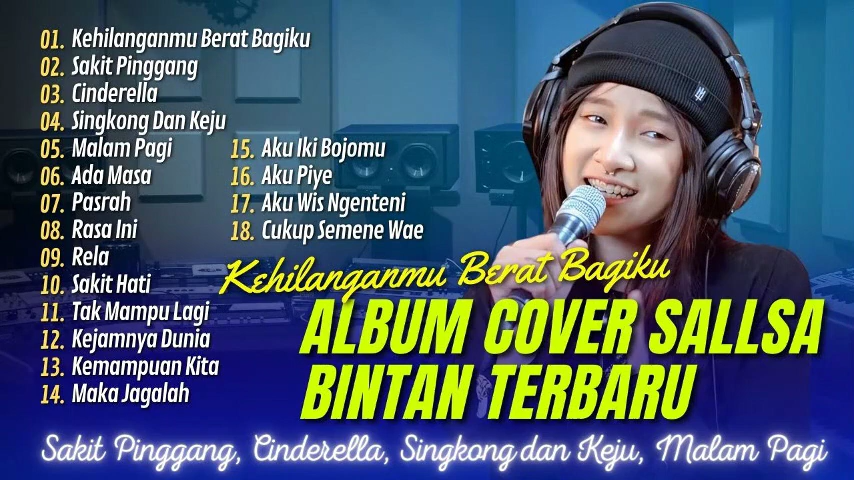 01. Kehilanganmu Berat Bagiku
02. Sakit Pinggang
03. Cinderella
04. Singkong Dan Keju
05. Malam Pagi
06. Ada Masa
07. Pasrah
08. Rasa Ini
09. Rela
10. Sakit Hati
11. Tak Mampu Lagi
12. Kejamnya Dunia
13. Kemampuan Kita
14. Maka Jagalah
15. Aku Iki Bojomu
16. Aku Piye
17. Aku Wis Ngenteni
18. Cukup Semene Wae
Kehilanganmu Berat Bagiku
ALBUM COVER SALLSA
BINTAN TERBARU
Sakit Pinggang, Cinderella, Singkong dan Keju, Malam Pagi